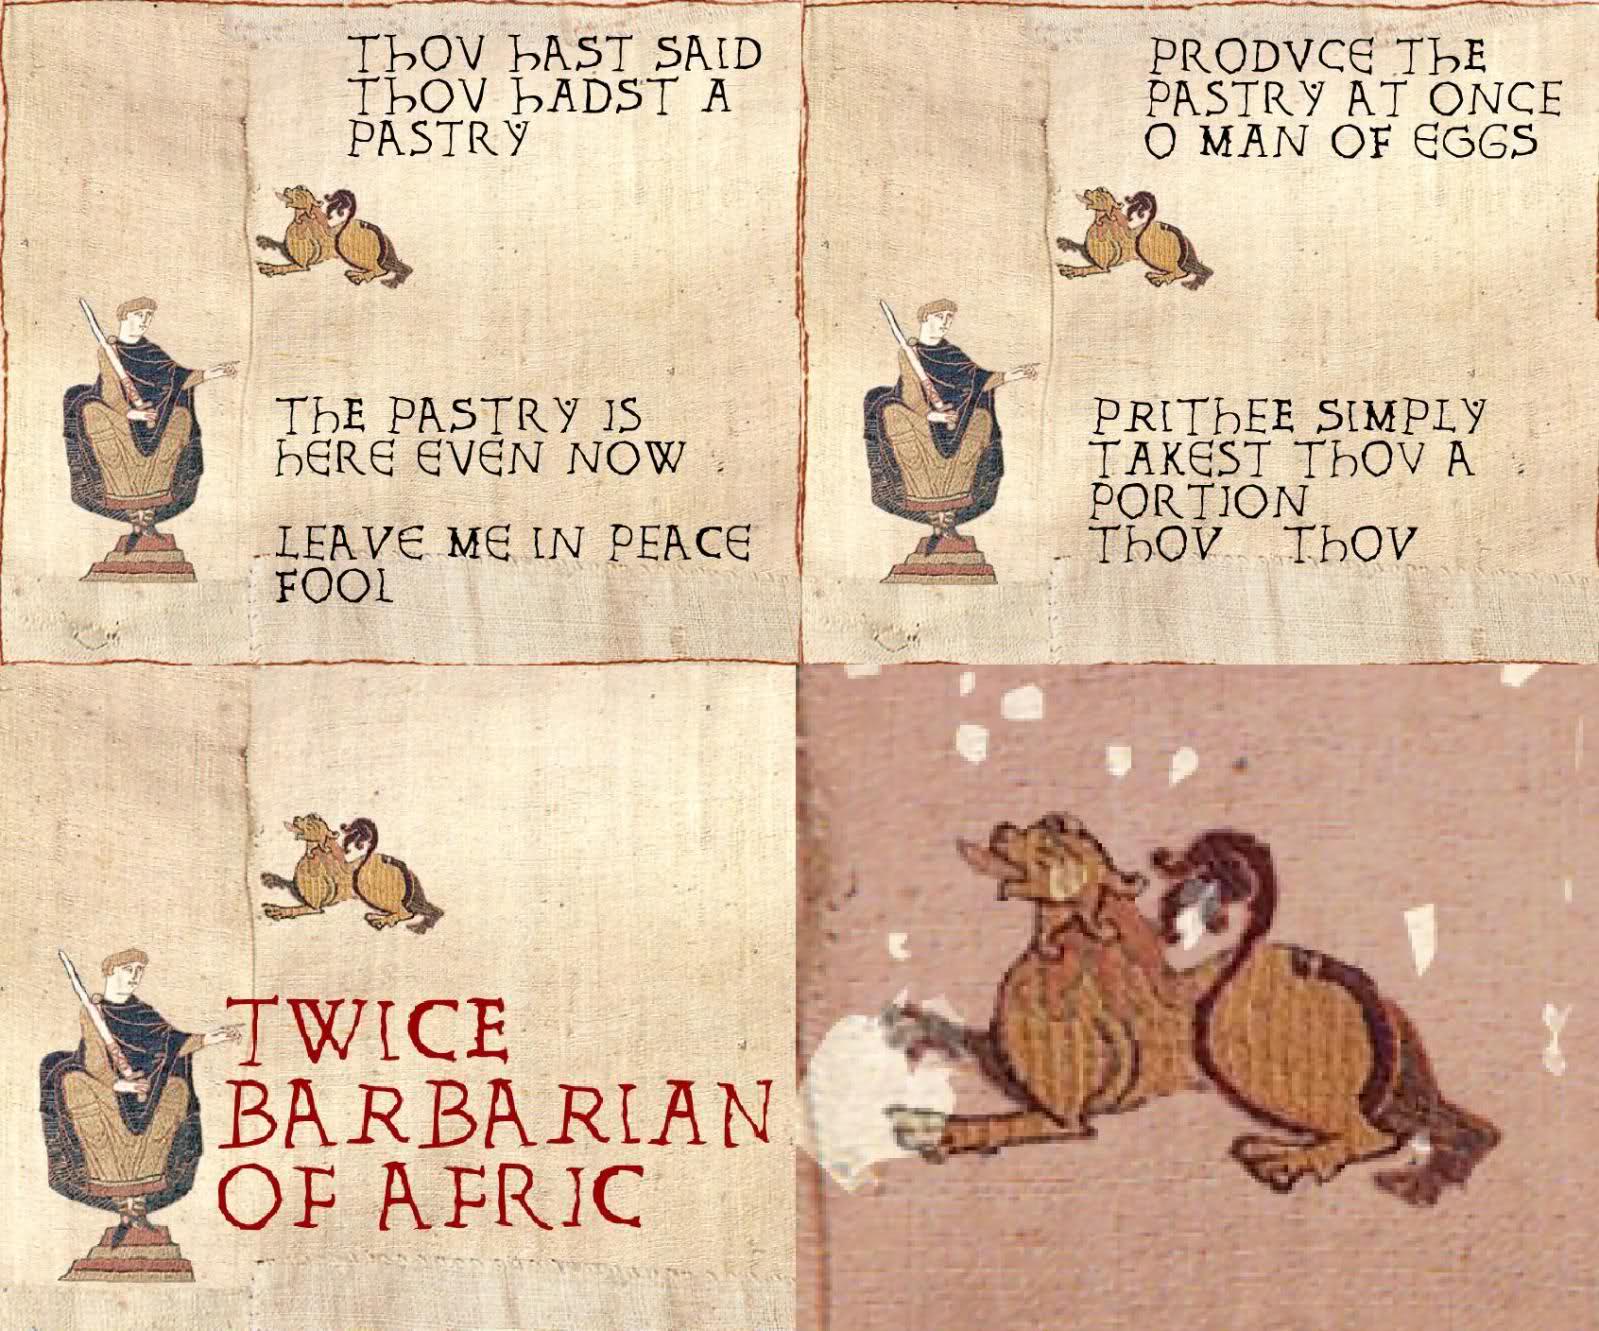 THOV HAST SAID
THOV HADST A
PASTRY
THE PASTRY IS
HERE EVEN NOW
LEAVE ME IN PEACE
FOOL
PRODVCE THE
PASTRY AT ONCE
O MAN OF EGGS
PRITHEE SIMPLY
TAKEST THOV A
PORTION
THOV THOV
TWICE
BARBARIAN
OF AFRIC